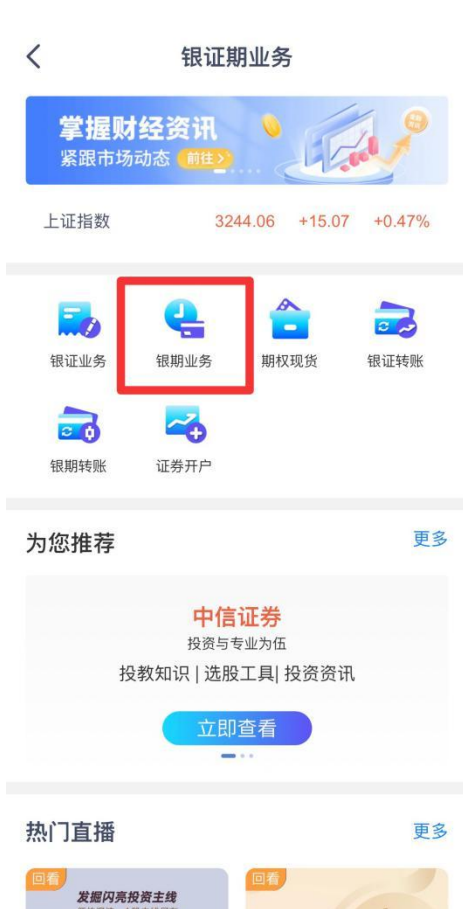 银证期业务
掌握财经资讯
紧跟市场动态 前往
上证指数 3244.06 +15.07 +0.47%
银证业务 银期业务 期权现货 银证转账
银期转账 证券开户
为您推荐 更多
中信证券
投资与专业为伍
投教知识 | 选股工具| 投资资讯
立即查看
热门直播 更多
回看 回看
发掘闪亮投资主线